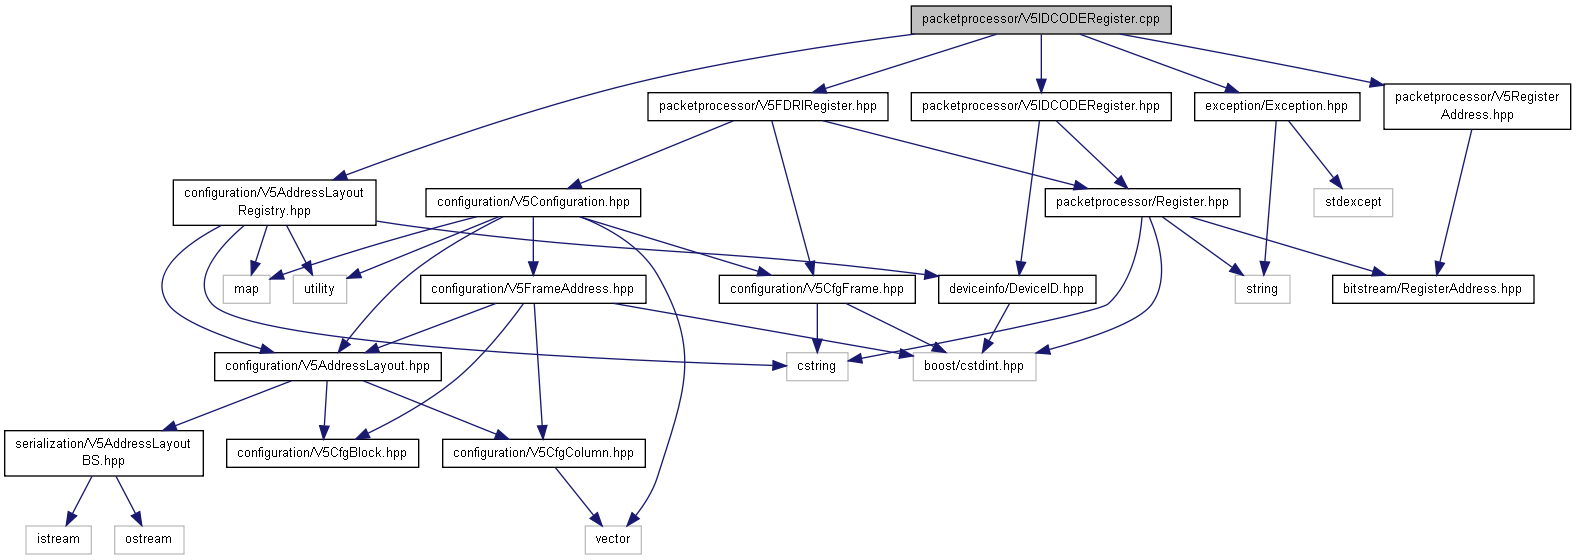 packetprocessor/V5IDCODERegister.cpp
packetprocessor/V5FDRIRegister.hpp
packetprocessor/V5IDCODERegister.hpp
exception/Exception.hpp
packetprocessor/V5Register
Address.hpp
configuration/V5AddressLayout
Registry.hpp
configuration/V5Configuration.hpp
packetprocessor/Register.hpp
stdexcept
map
utility
configuration/V5FrameAddress.hpp
configuration/V5CfgFrame.hpp
deviceinfo/DeviceID.hpp
string
bitstream/RegisterAddress.hpp
configuration/V5AddressLayout.hpp
cstring
boost/cstdint.hpp
serialization/V5AddressLayout
BS.hpp
configuration/V5CfgBlock.hpp
configuration/V5CfgColumn.hpp
istream
ostream
vector